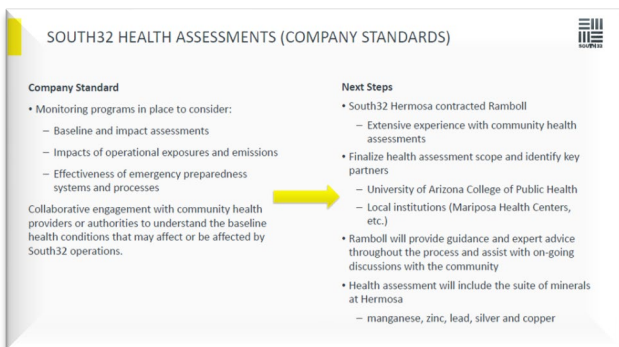 SOUTH32 HEALTH ASSESSMENTS (COMPANY STANDARDS)
SOUTH32
Company Standard
• Monitoring programs in place to consider:
– Baseline and impact assessments
– Impacts of operational exposures and emissions
– Effectiveness of emergency preparedness
systems and processes
Collaborative engagement with community health
providers or authorities to understand the baseline
health conditions that may affect or be affected by
South32 operations.
Next Steps
• South32 Hermosa contracted Ramboll
– Extensive experience with community health
assessments
• Finalize health assessment scope and identify key
partners
– University of Arizona College of Public Health
– Local institutions (Mariposa Health Centers,
etc.)
• Ramboll will provide guidance and expert advice
throughout the process and assist with on-going
discussions with the community
• Health assessment will include the suite of minerals
at Hermosa
– manganese, zinc, lead, silver and copper